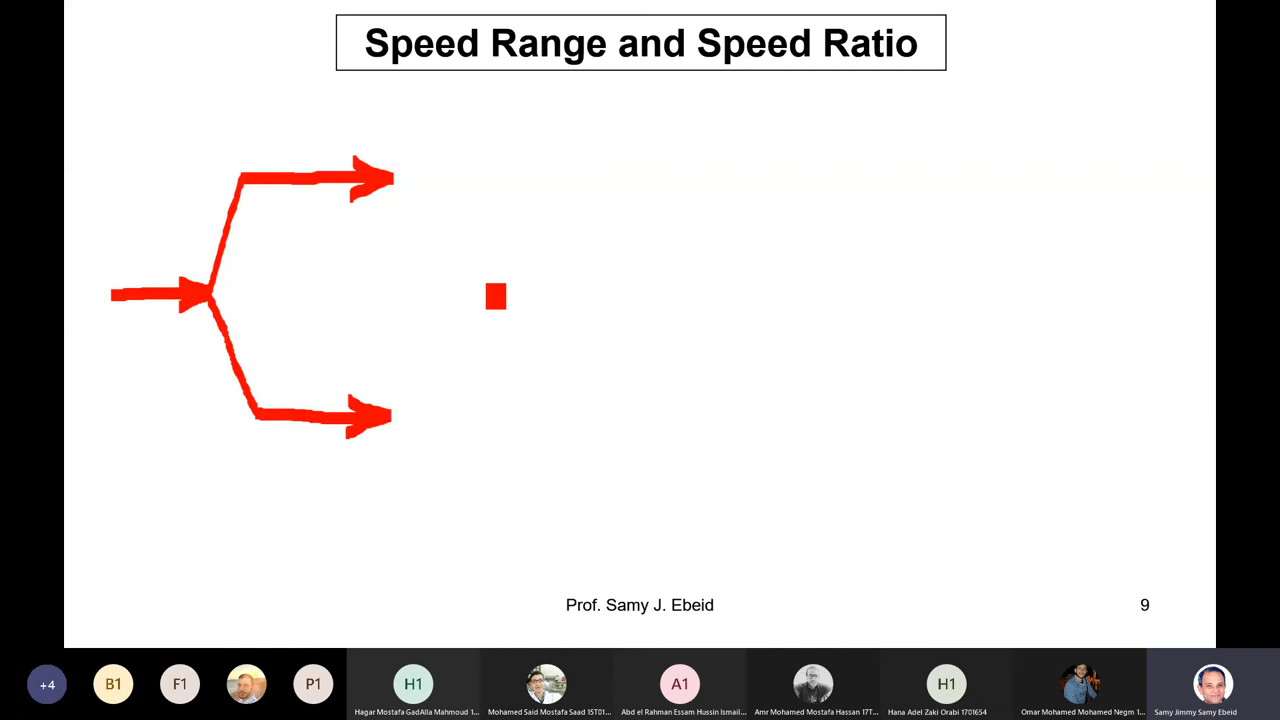 Speed Range and Speed Ratio
Prof. Samy J. Ebeid
9
+4
B1
F1
P1
H1
A1
H1
Hagar Mostafa GadAlla Mahmoud 1...
Mohamed Said Mostafa Saad 15T01...
Abd el Rahman Essam Hussin Ismail...
Amr Mohamed Mostafa Hassan 17T...
Hana Adel Zaki Orabi 1701654
Omar Mohamed Mohamed Negm 1...
Samy Jimmy Samy Ebeid